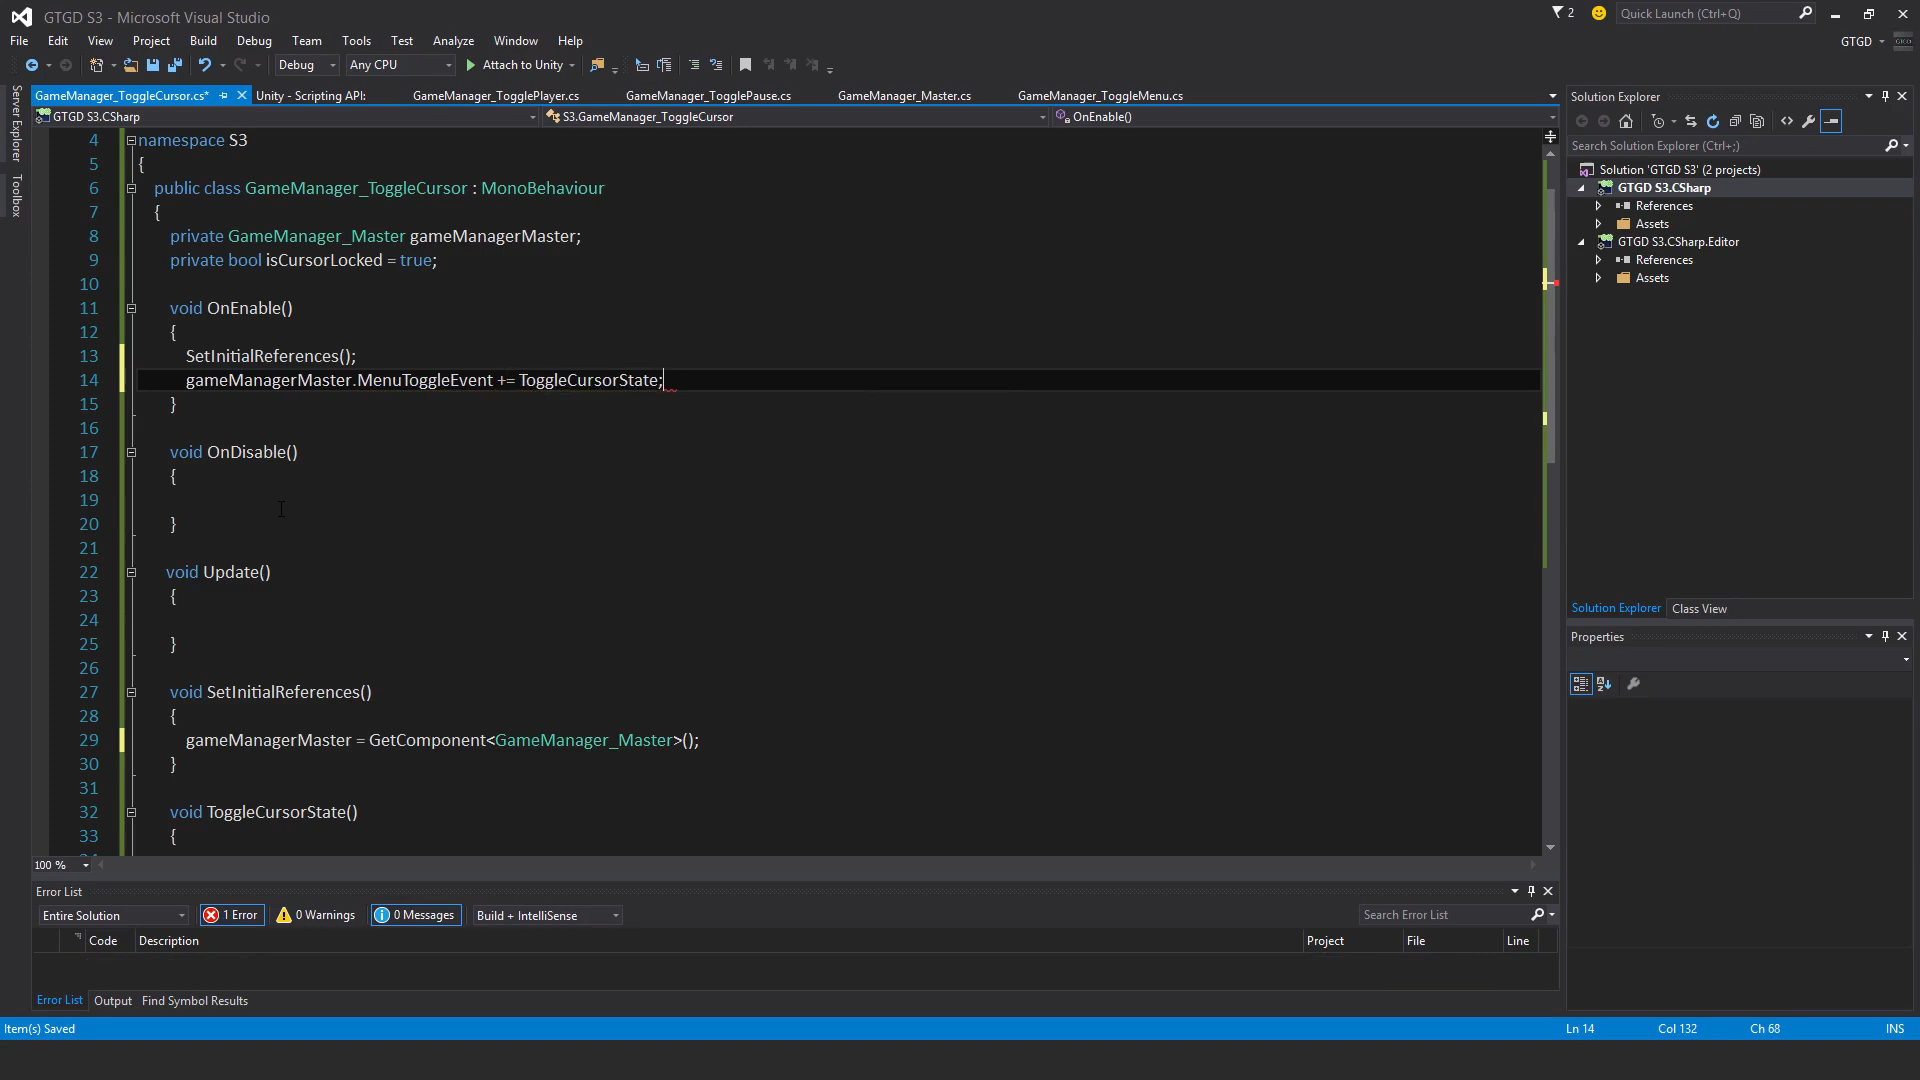 GTGD S3 - Microsoft Visual Studio
2
Quick Launch (Ctrl+Q)
File Edit View Project Build Debug Team Tools Test Analyze Window Help
GTGD
Debug Any CPU Attach to Unity
Server Explorer
Toolbox
GameManager_ToggleCursor.cs* Unity - Scripting API: GameManager_TogglePlayer.cs GameManager_TogglePause.cs GameManager_Master.cs GameManager_ToggleMenu.cs
GTGD S3.CSharp S3.GameManager_ToggleCursor OnEnable()
4 namespace S3
5 {
6 public class GameManager_ToggleCursor : MonoBehaviour
7 {
8 private GameManager_Master gameManagerMaster;
9 private bool isCursorLocked = true;
10
11 void OnEnable()
12 {
13 SetInitialReferences();
14 gameManagerMaster.MenuToggleEvent += ToggleCursorState;
15 }
16
17 void OnDisable()
18 {
19
20 }
21
22 void Update()
23 {
24
25 }
26
27 void SetInitialReferences()
28 {
29 gameManagerMaster = GetComponent<GameManager_Master>();
30 }
31
32 void ToggleCursorState()
33 {
100 %
Solution Explorer
Search Solution Explorer (Ctrl+;)
Solution 'GTGD S3' (2 projects)
GTGD S3.CSharp
References
Assets
GTGD S3.CSharp.Editor
References
Assets
Solution Explorer Class View
Properties
Error List
Entire Solution 1 Error 0 Warnings 0 Messages Build + IntelliSense Search Error List
Code Description Project File Line
Error List Output Find Symbol Results
Item(s) Saved Ln 14 Col 132 Ch 68 INS